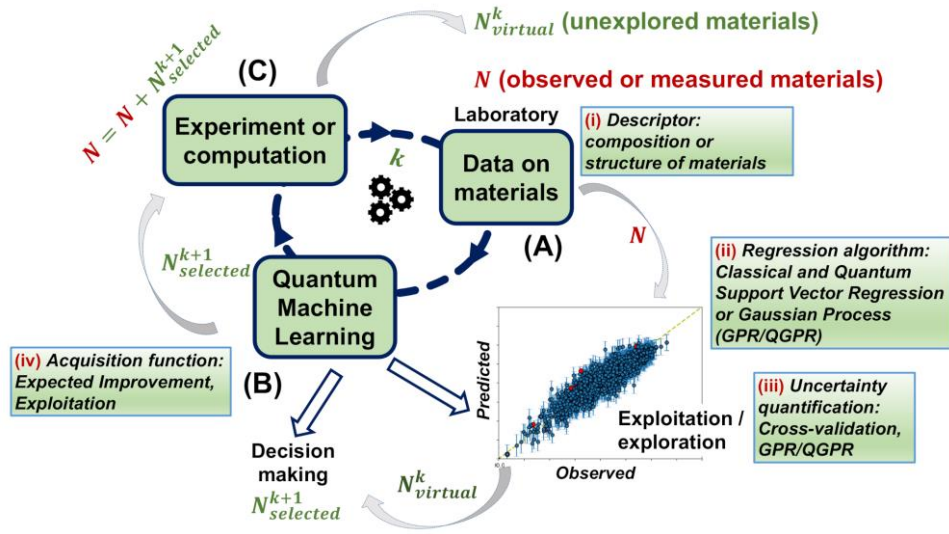 N^k_virtual (unexplored materials)
N (observed or measured materials)
N = N + N^{k+1}_selected
(C)
Experiment or
computation
k
Laboratory
Data on
materials
(A)
(i) Descriptor:
composition or
structure of materials
N
(ii) Regression algorithm:
Classical and Quantum
Support Vector Regression
or Gaussian Process
(GPR/QGPR)
N^{k+1}_selected
Quantum
Machine
Learning
(B)
(iv) Acquisition function:
Expected Improvement,
Exploitation
Predicted
Observed
Exploitation /
exploration
(iii) Uncertainty
quantification:
Cross-validation,
GPR/QGPR
Decision
making
N^{k+1}_selected
N^k_virtual